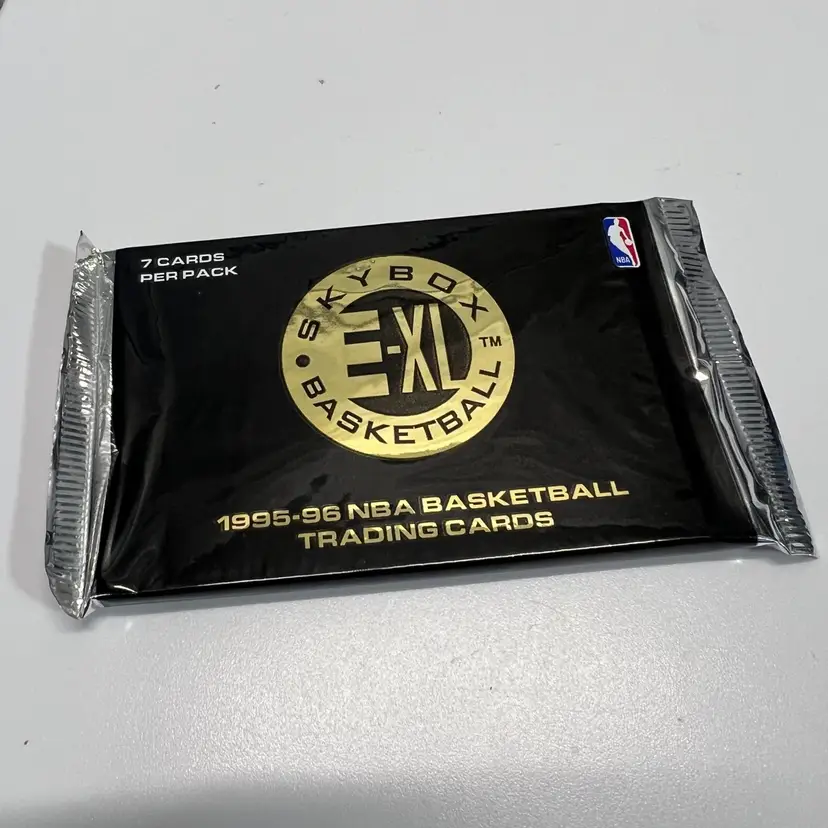 7 CARDS
PER PACK
NBA
SKYBOX
E-XL
™
• BASKETBALL
1995-96 NBA BASKETBALL
TRADING CARDS